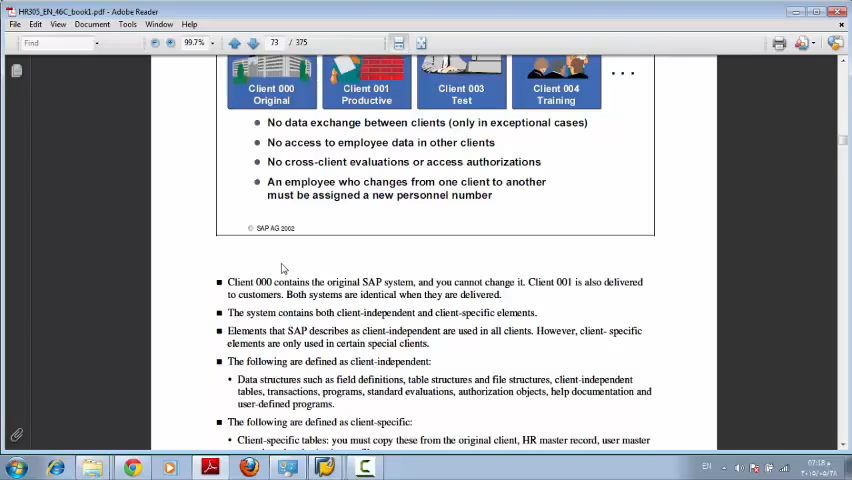 HR305_EN_46C_book1.pdf - Adobe Reader
File Edit View Document Tools Window Help
Find 99.7% 73 / 375
Client 000 Client 001 Client 003 Client 004
Original Productive Test Training
...
No data exchange between clients (only in exceptional cases)
No access to employee data in other clients
No cross-client evaluations or access authorizations
An employee who changes from one client to another
must be assigned a new personnel number
© SAP AG 2002
Client 000 contains the original SAP system, and you cannot change it. Client 001 is also delivered
to customers. Both systems are identical when they are delivered.
The system contains both client-independent and client-specific elements.
Elements that SAP describes as client-independent are used in all clients. However, client- specific
elements are only used in certain special clients.
The following are defined as client-independent:
Data structures such as field definitions, table structures and file structures, client-independent
tables, transactions, programs, standard evaluations, authorization objects, help documentation and
user-defined programs.
The following are defined as client-specific:
Client-specific tables: you must copy these from the original client, HR master record, user master
EN